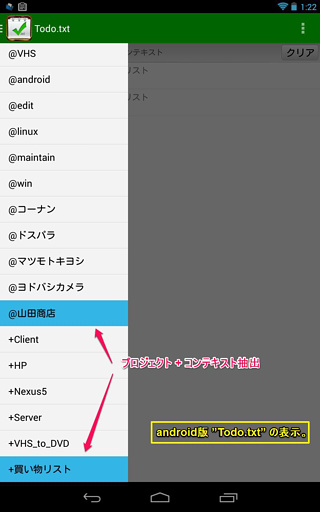 1:22
Todo.txt
@VHS
ンテキスト
クリア
@android
リスト
@edit
リスト
@linux
@maintain
@win
@コーナン
@ドスパラ
@マツモトキヨシ
@ヨドバシカメラ
@山田商店
+Client
プロジェクト + コンテキスト抽出
+HP
+Nexus5
+Server
android版 "Todo.txt" の表示。
+VHS_to_DVD
+買い物リスト